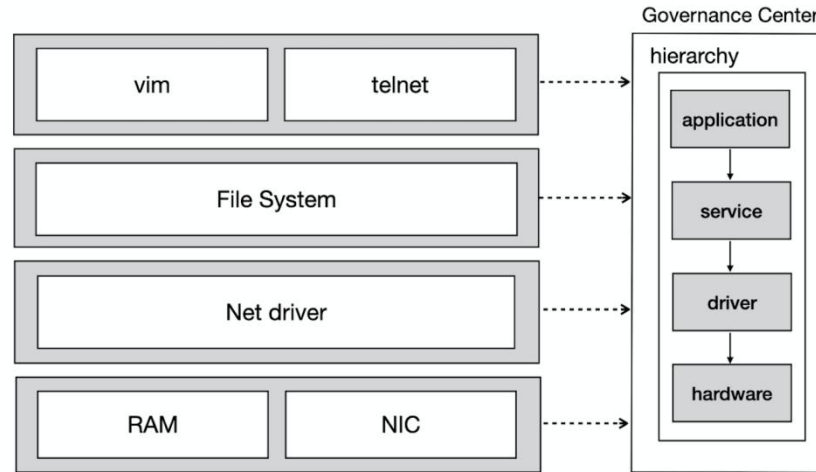 Governance Center
hierarchy
vim
telnet
application
File System
service
Net driver
driver
RAM
NIC
hardware